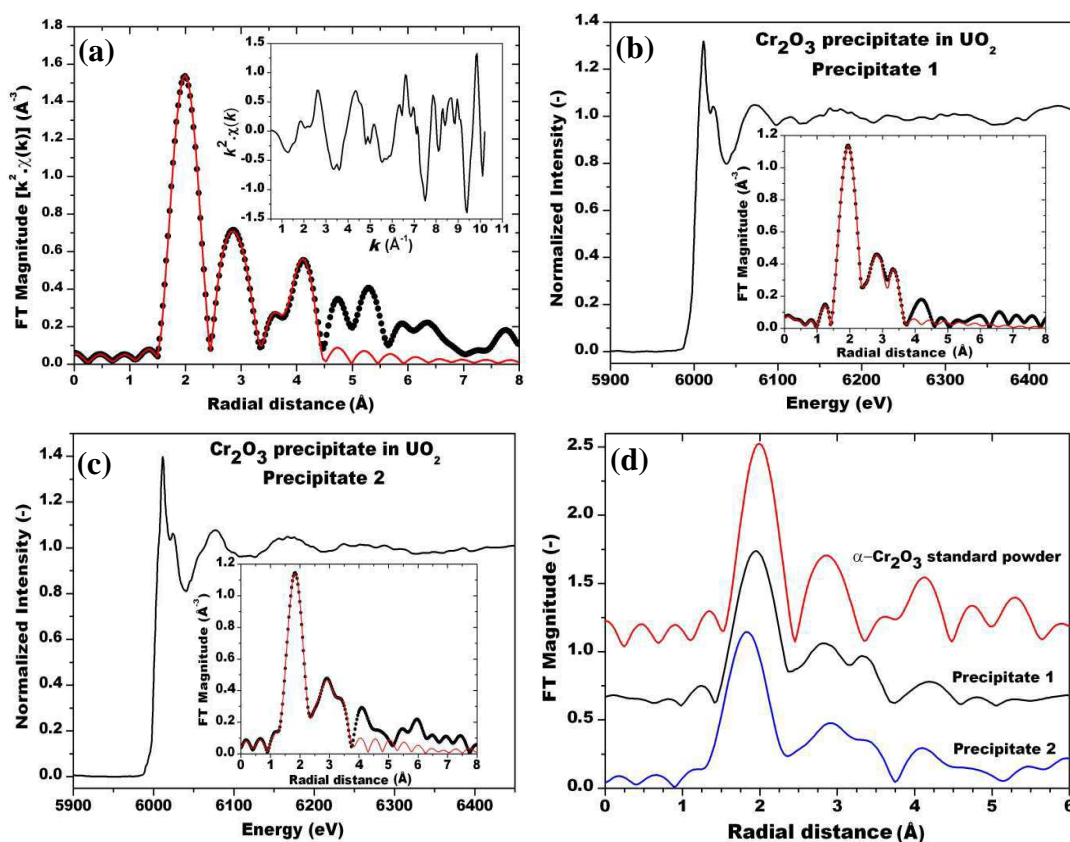 (a)
FT Magnitude [k².χ(k)] (Å⁻³)
1.8
1.6
1.4
1.2
1.0
0.8
0.6
0.4
0.2
0.0
0 1 2 3 4 5 6 7 8
Radial distance (Å)
k².χ(k)
1.5
1.0
0.5
0.0
-0.5
-1.0
-1.5
1 2 3 4 5 6 7 8 9 10 11
k (Å⁻¹)
(b)
Cr₂O₃ precipitate in UO₂
Precipitate 1
Normalized Intensity (-)
1.4
1.2
1.0
0.8
0.6
0.4
0.2
0.0
5900 6000 6100 6200 6300 6400
Energy (eV)
FT Magnitude (Å⁻³)
1.2
1.0
0.8
0.6
0.4
0.2
0.0
0 1 2 3 4 5 6 7 8
Radial distance (Å)
(c)
Cr₂O₃ precipitate in UO₂
Precipitate 2
Normalized Intensity (-)
1.4
1.2
1.0
0.8
0.6
0.4
0.2
0.0
5900 6000 6100 6200 6300 6400
Energy (eV)
FT Magnitude (Å⁻³)
1.2
1.0
0.8
0.6
0.4
0.2
0.0
0 1 2 3 4 5 6 7 8
Radial distance (Å)
(d)
FT Magnitude (-)
2.5
2.0
1.5
1.0
0.5
0.0
α-Cr₂O₃ standard powder
Precipitate 1
Precipitate 2
0 1 2 3 4 5 6
Radial distance (Å)